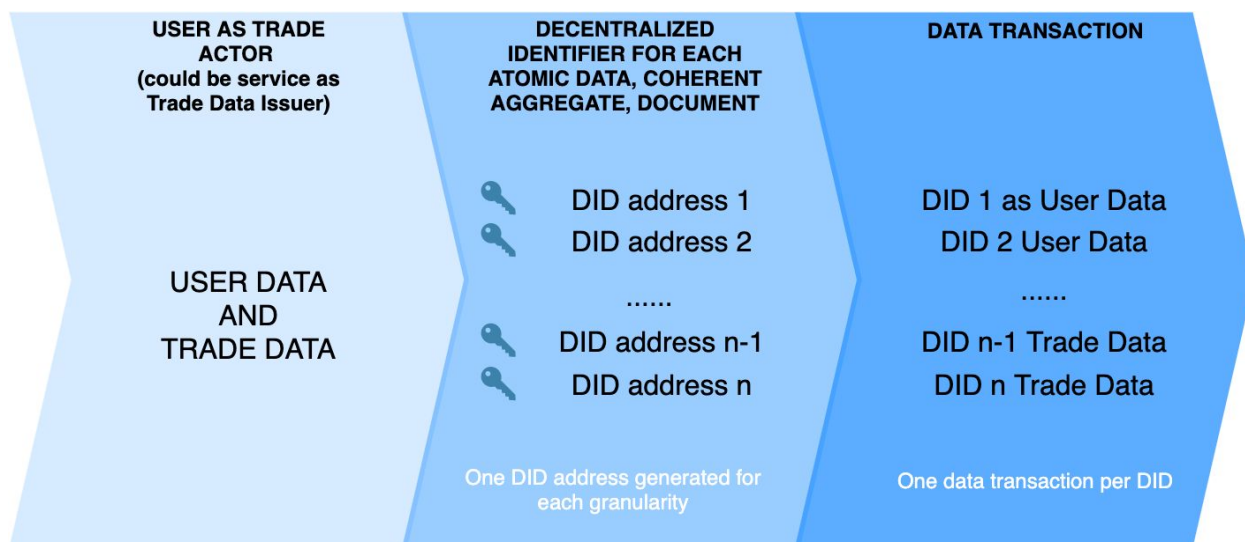 USER AS TRADE
ACTOR
(could be service as
Trade Data Issuer)
USER DATA
AND
TRADE DATA
DECENTRALIZED
IDENTIFIER FOR EACH
ATOMIC DATA, COHERENT
AGGREGATE, DOCUMENT
DID address 1
DID address 2
......
DID address n-1
DID address n
One DID address generated for
each granularity
DATA TRANSACTION
DID 1 as User Data
DID 2 User Data
......
DID n-1 Trade Data
DID n Trade Data
One data transaction per DID